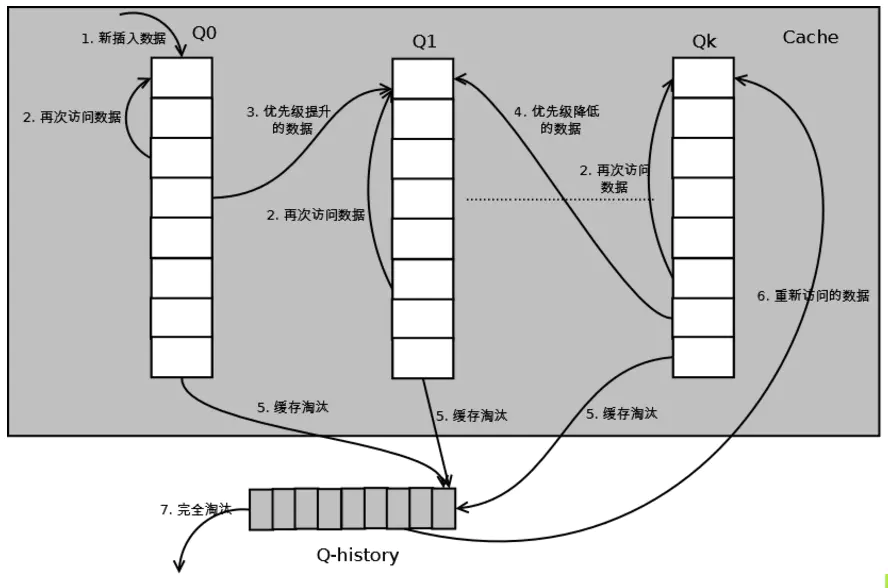 1. 新插入数据
Q0
Q1
Qk
Cache
2. 再次访问数据
3. 优先级提升
的数据
4. 优先级降低
的数据
2. 再次访问数据
2. 再次访问
数据
6. 重新访问的数据
5. 缓存淘汰
5. 缓存淘汰
5. 缓存淘汰
7. 完全淘汰
Q-history